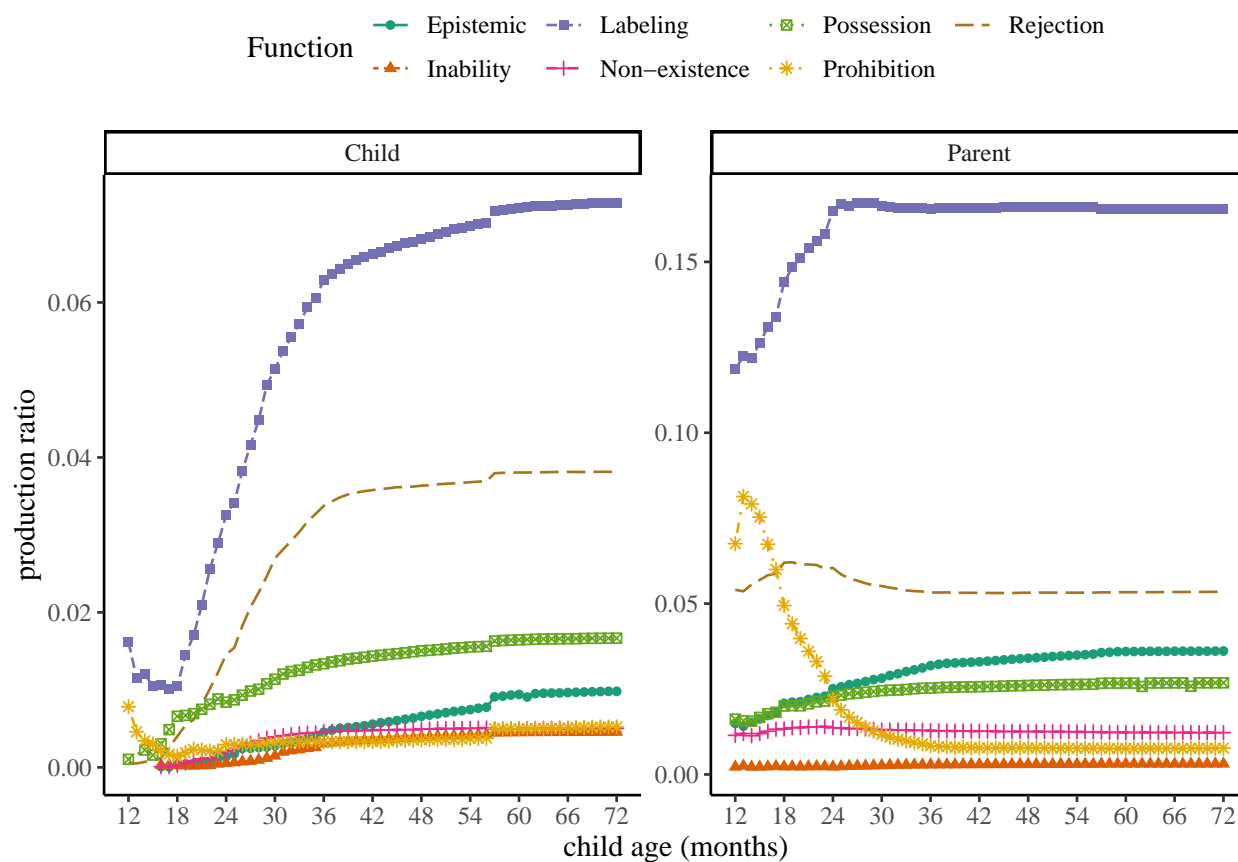 Function
Epistemic Labeling Possession Rejection
Inability Non−existence Prohibition
Child Parent
production ratio
0.06
0.04
0.02
0.00
0.15
0.10
0.05
0.00
12 18 24 30 36 42 48 54 60 66 72 12 18 24 30 36 42 48 54 60 66 72
child age (months)